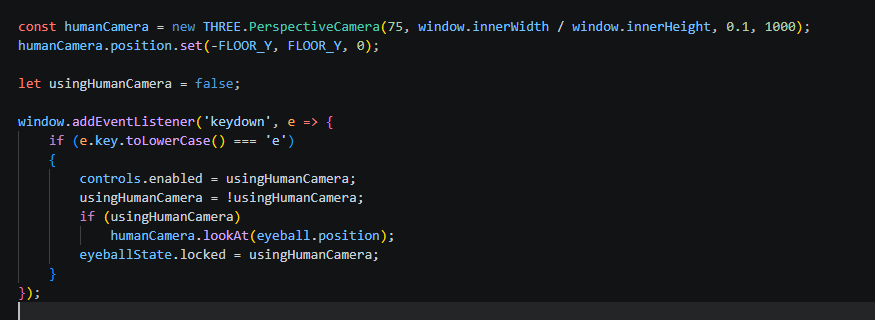 const humanCamera = new THREE.PerspectiveCamera(75, window.innerWidth / window.innerHeight, 0.1, 1000);
humanCamera.position.set(-FLOOR_Y, FLOOR_Y, 0);

let usingHumanCamera = false;

window.addEventListener('keydown', e => {
    if (e.key.toLowerCase() === 'e')
    {
        controls.enabled = usingHumanCamera;
        usingHumanCamera = !usingHumanCamera;
        if (usingHumanCamera)
            humanCamera.lookAt(eyeball.position);
        eyeballState.locked = usingHumanCamera;
    }
});